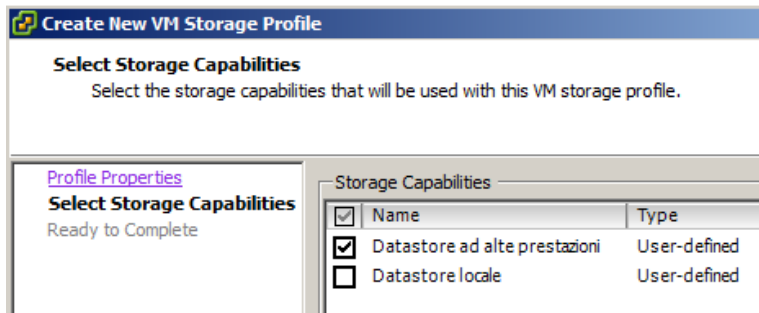 Create New VM Storage Profile
Select Storage Capabilities
Select the storage capabilities that will be used with this VM storage profile.
Profile Properties
Select Storage Capabilities
Ready to Complete
Storage Capabilities
Name Type
Datastore ad alte prestazioni User-defined
Datastore locale User-defined